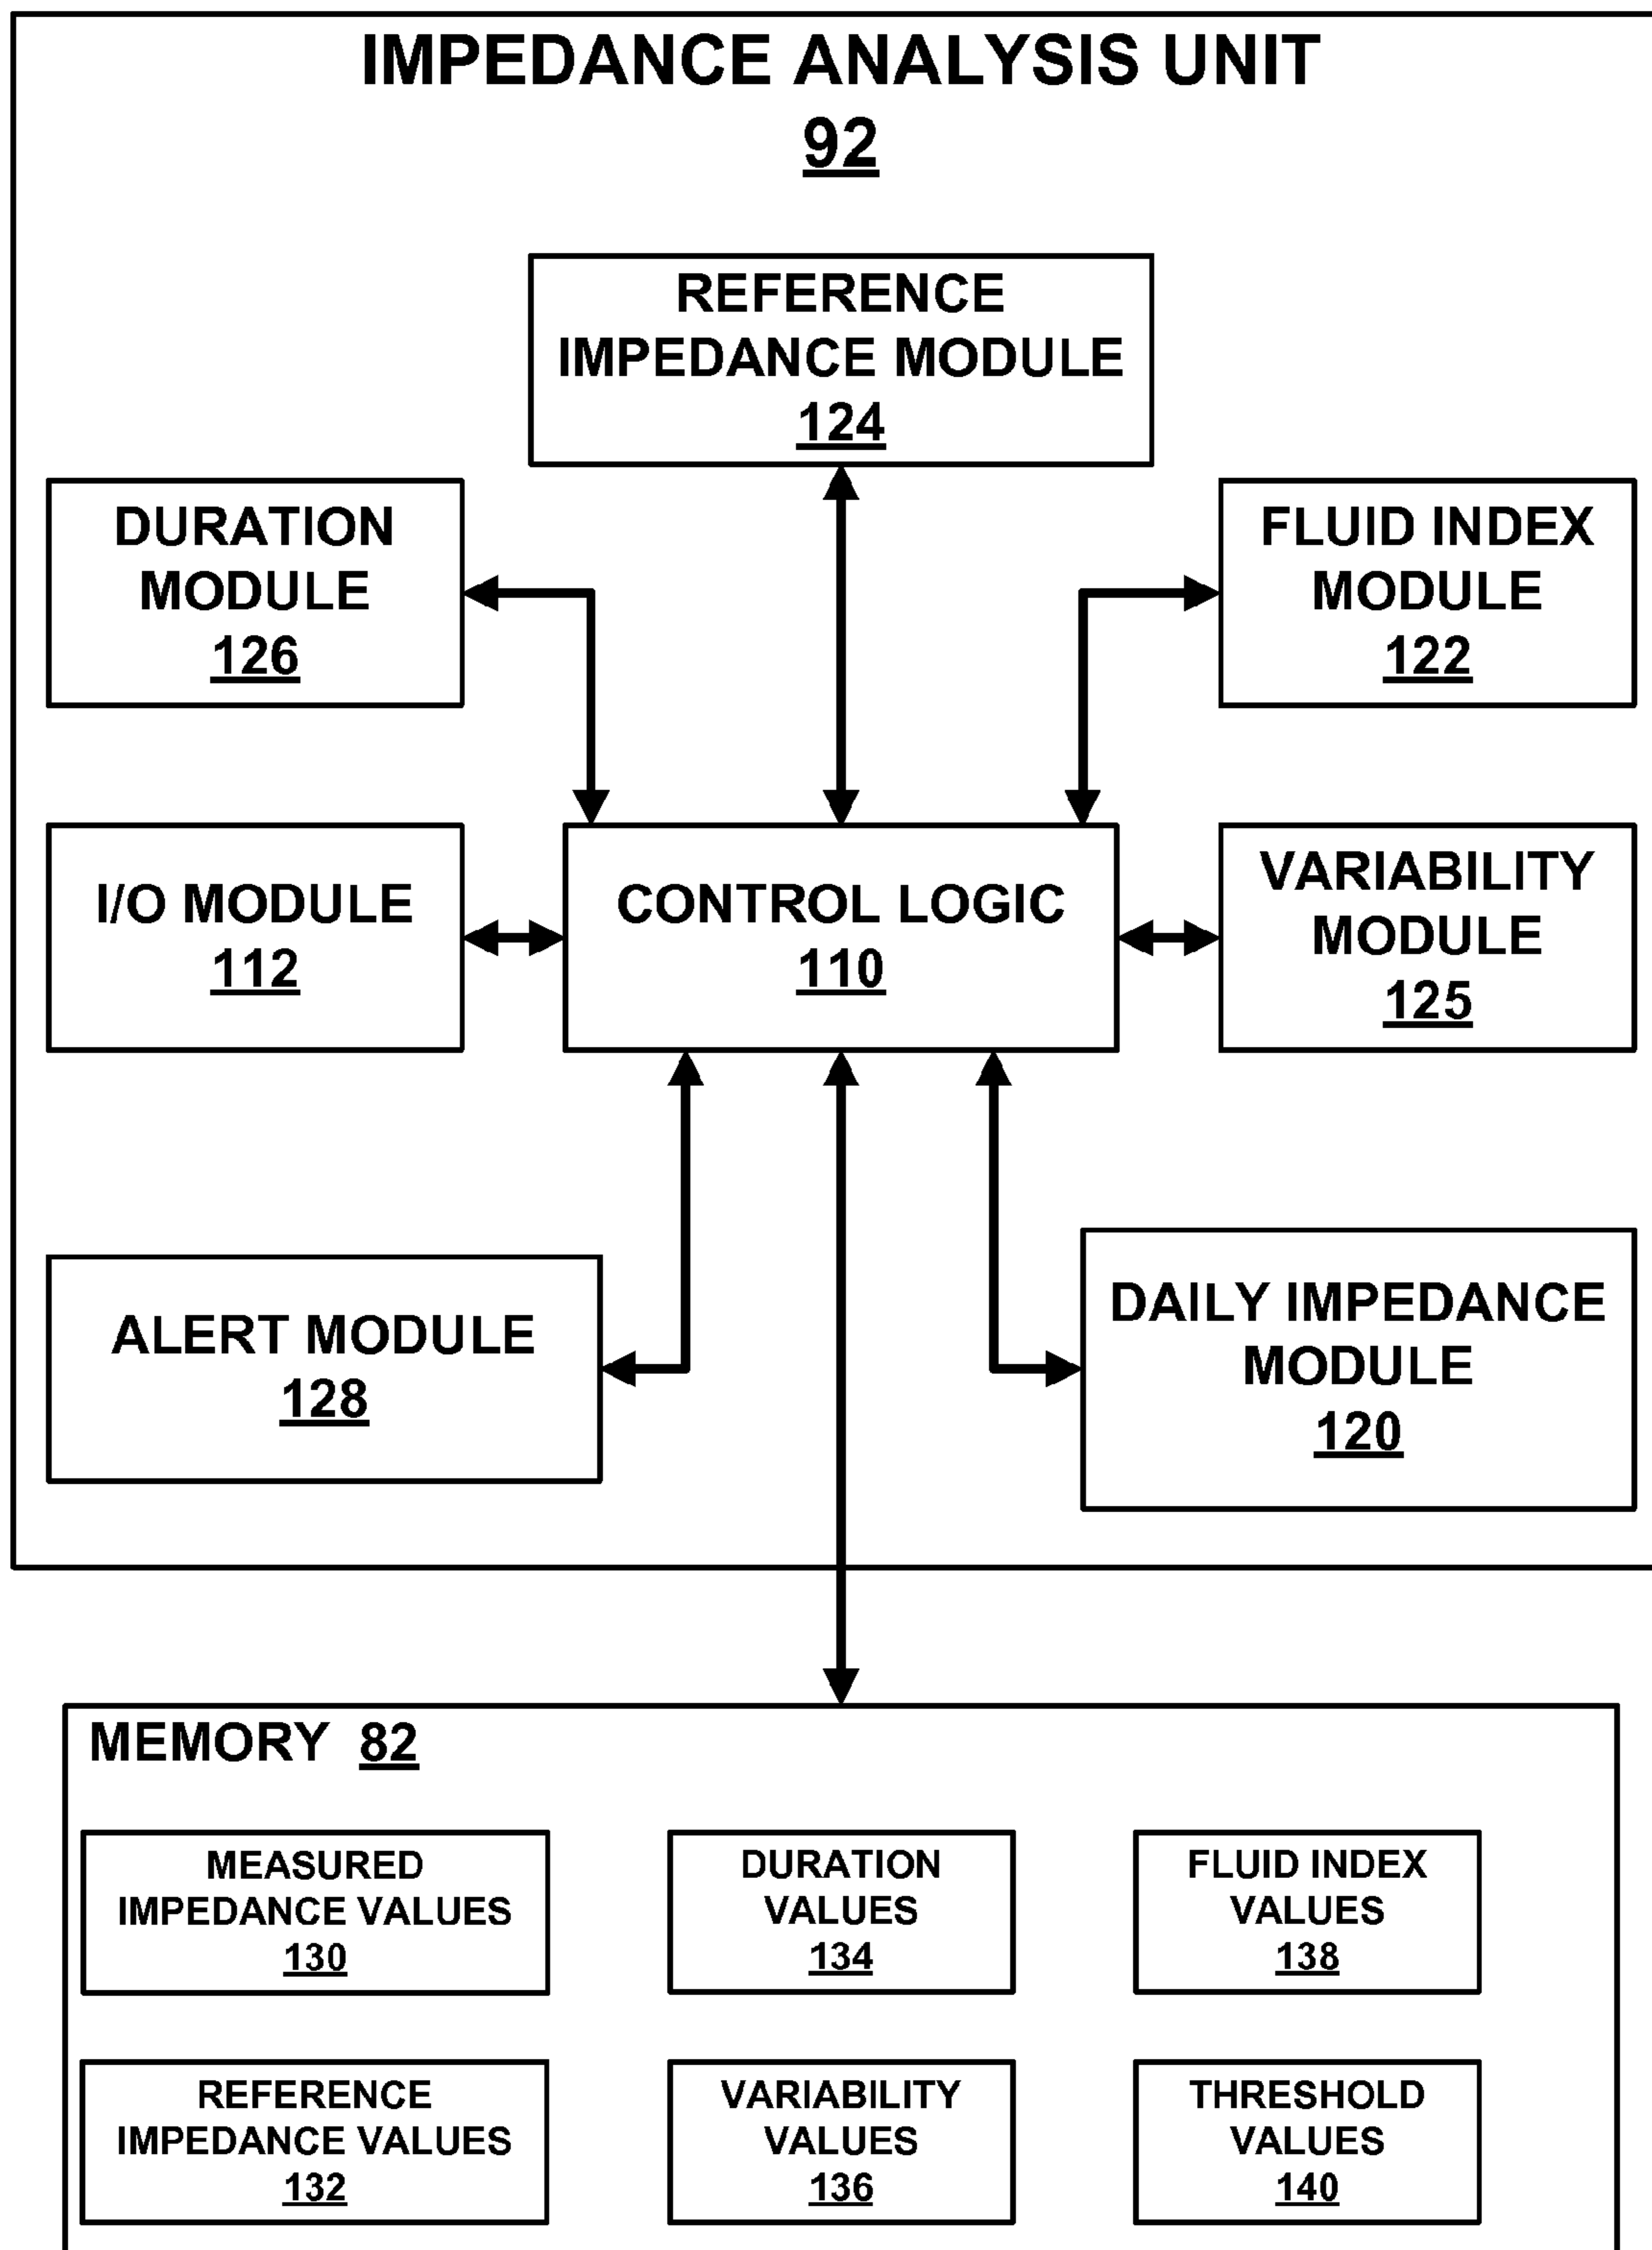 IMPEDANCE ANALYSIS UNIT
92
REFERENCE
IMPEDANCE MODULE
124
DURATION
MODULE
126
FLUID INDEX
MODULE
122
I/O MODULE
112
CONTROL LOGIC
110
VARIABILITY
MODULE
125
ALERT MODULE
128
DAILY IMPEDANCE
MODULE
120
MEMORY 82
MEASURED
IMPEDANCE VALUES
130
DURATION
VALUES
134
FLUID INDEX
VALUES
138
REFERENCE
IMPEDANCE VALUES
132
VARIABILITY
VALUES
136
THRESHOLD
VALUES
140